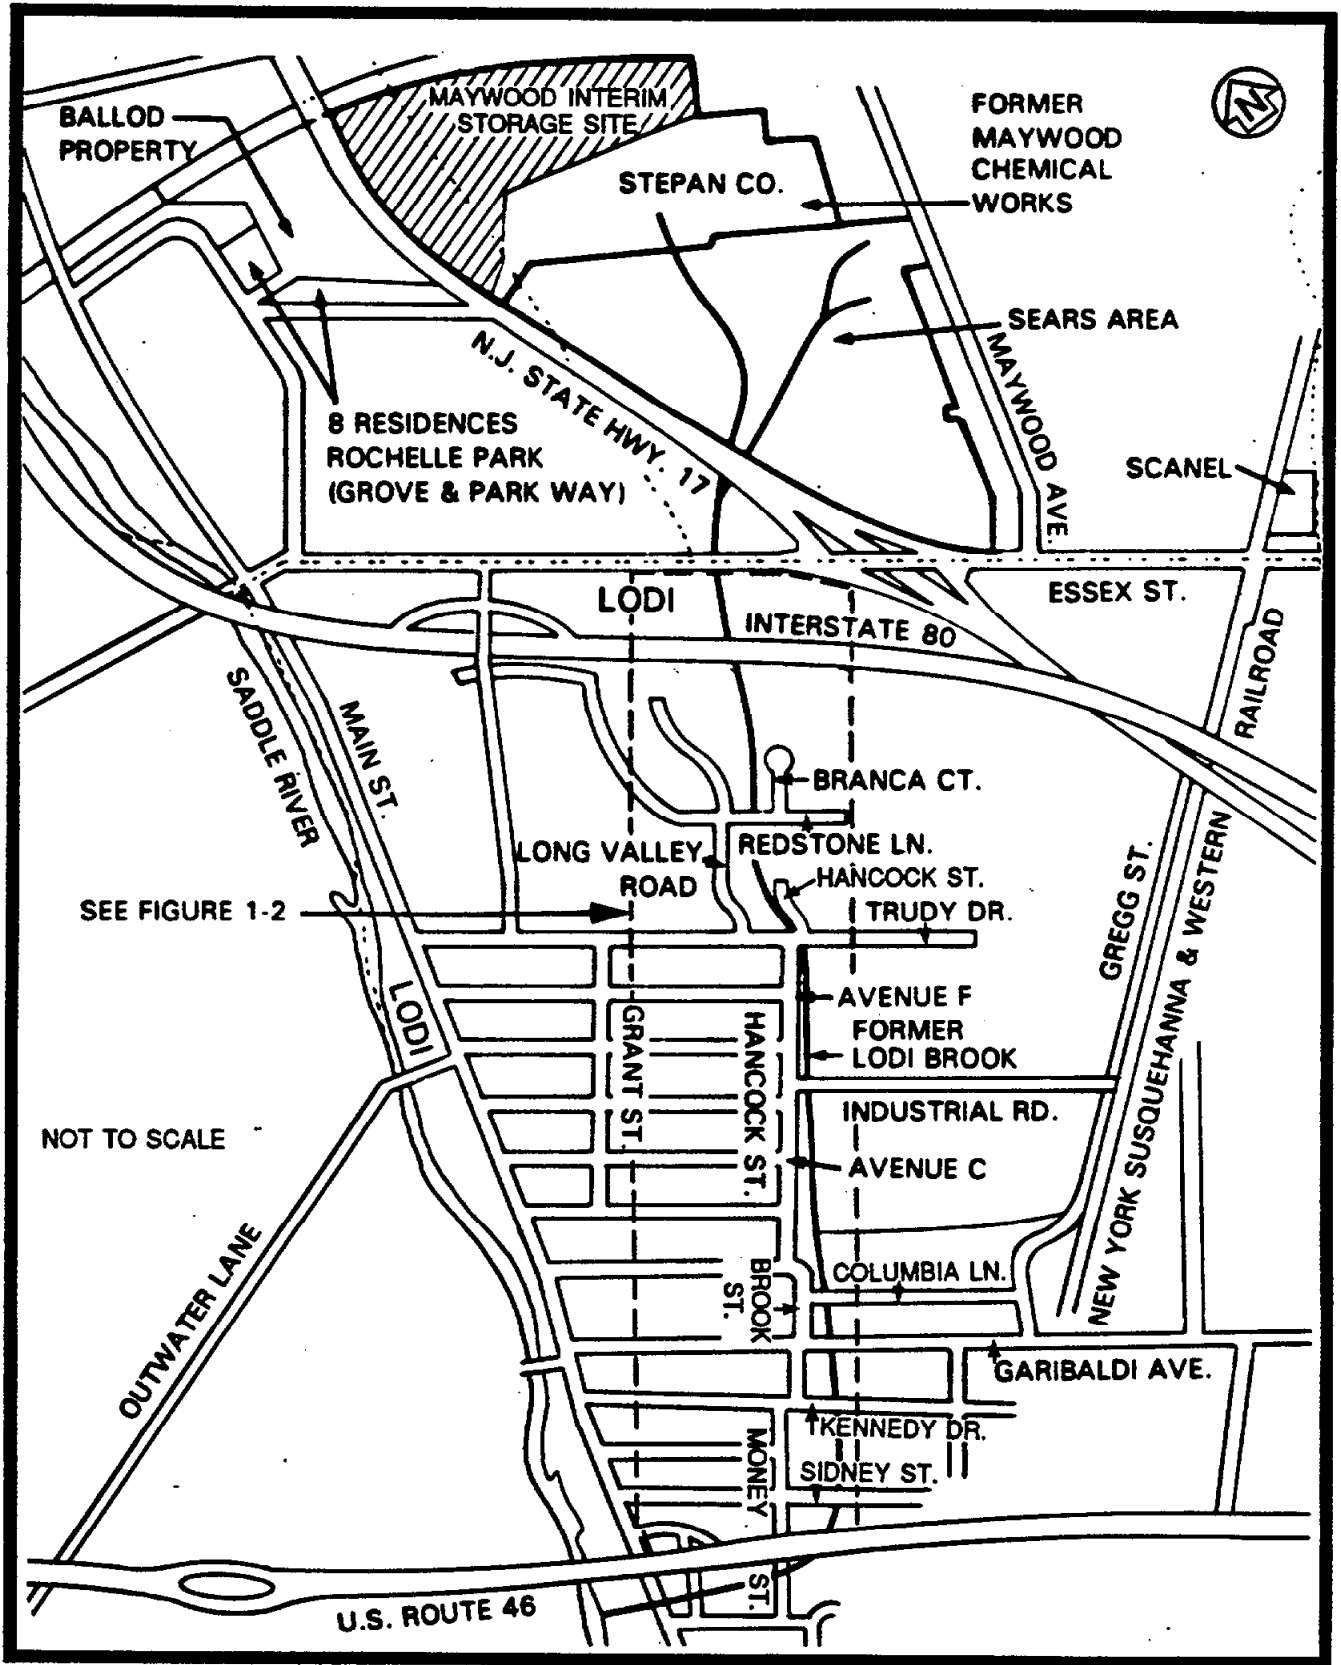 MAYWOOD INTERIM
STORAGE SITE
BALLOD
PROPERTY
FORMER
MAYWOOD
CHEMICAL
WORKS
N
STEPAN CO.
SEARS AREA
N.J. STATE HWY. 17
MAYWOOD AVE.
8 RESIDENCES
ROCHELLE PARK
(GROVE & PARK WAY)
SCANEL
ESSEX ST.
LODI
INTERSTATE 80
SADDLE RIVER
MAIN ST.
BRANCA CT.
REDSTONE LN.
LONG VALLEY
ROAD
HANCOCK ST.
SEE FIGURE 1-2
TRUDY DR.
GREGG ST.
NEW YORK SUSQUEHANNA & WESTERN RAILROAD
LODI
GRANT ST.
HANCOCK ST.
AVENUE F
FORMER
LODI BROOK
INDUSTRIAL RD.
NOT TO SCALE
AVENUE C
OUTWATER LANE
BROOK
ST.
COLUMBIA LN.
GARIBALDI AVE.
KENNEDY DR.
MONEY ST.
SIDNEY ST.
U.S. ROUTE 46